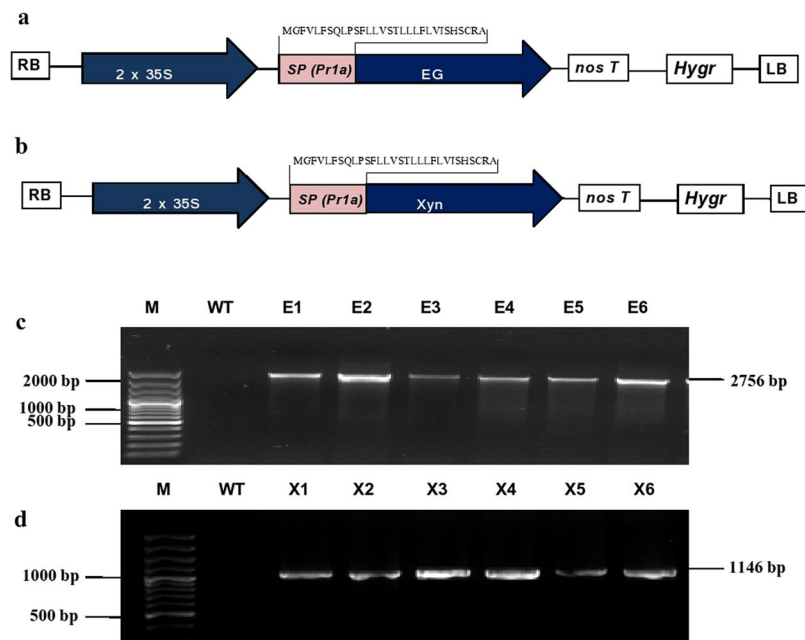 a
MGFVLFSQLPSFLLVSTLLLFLVISHSCRA
RB 2 x 35S SP (Pr1a) EG nos T Hygr LB
b
MGFVLFSQLPSFLLVSTLLLFLVISHSCRA
RB 2 x 35S SP (Pr1a) Xyn nos T Hygr LB
M WT E1 E2 E3 E4 E5 E6
c
2000 bp 2756 bp
1000 bp
500 bp
M WT X1 X2 X3 X4 X5 X6
d
1146 bp
1000 bp
500 bp